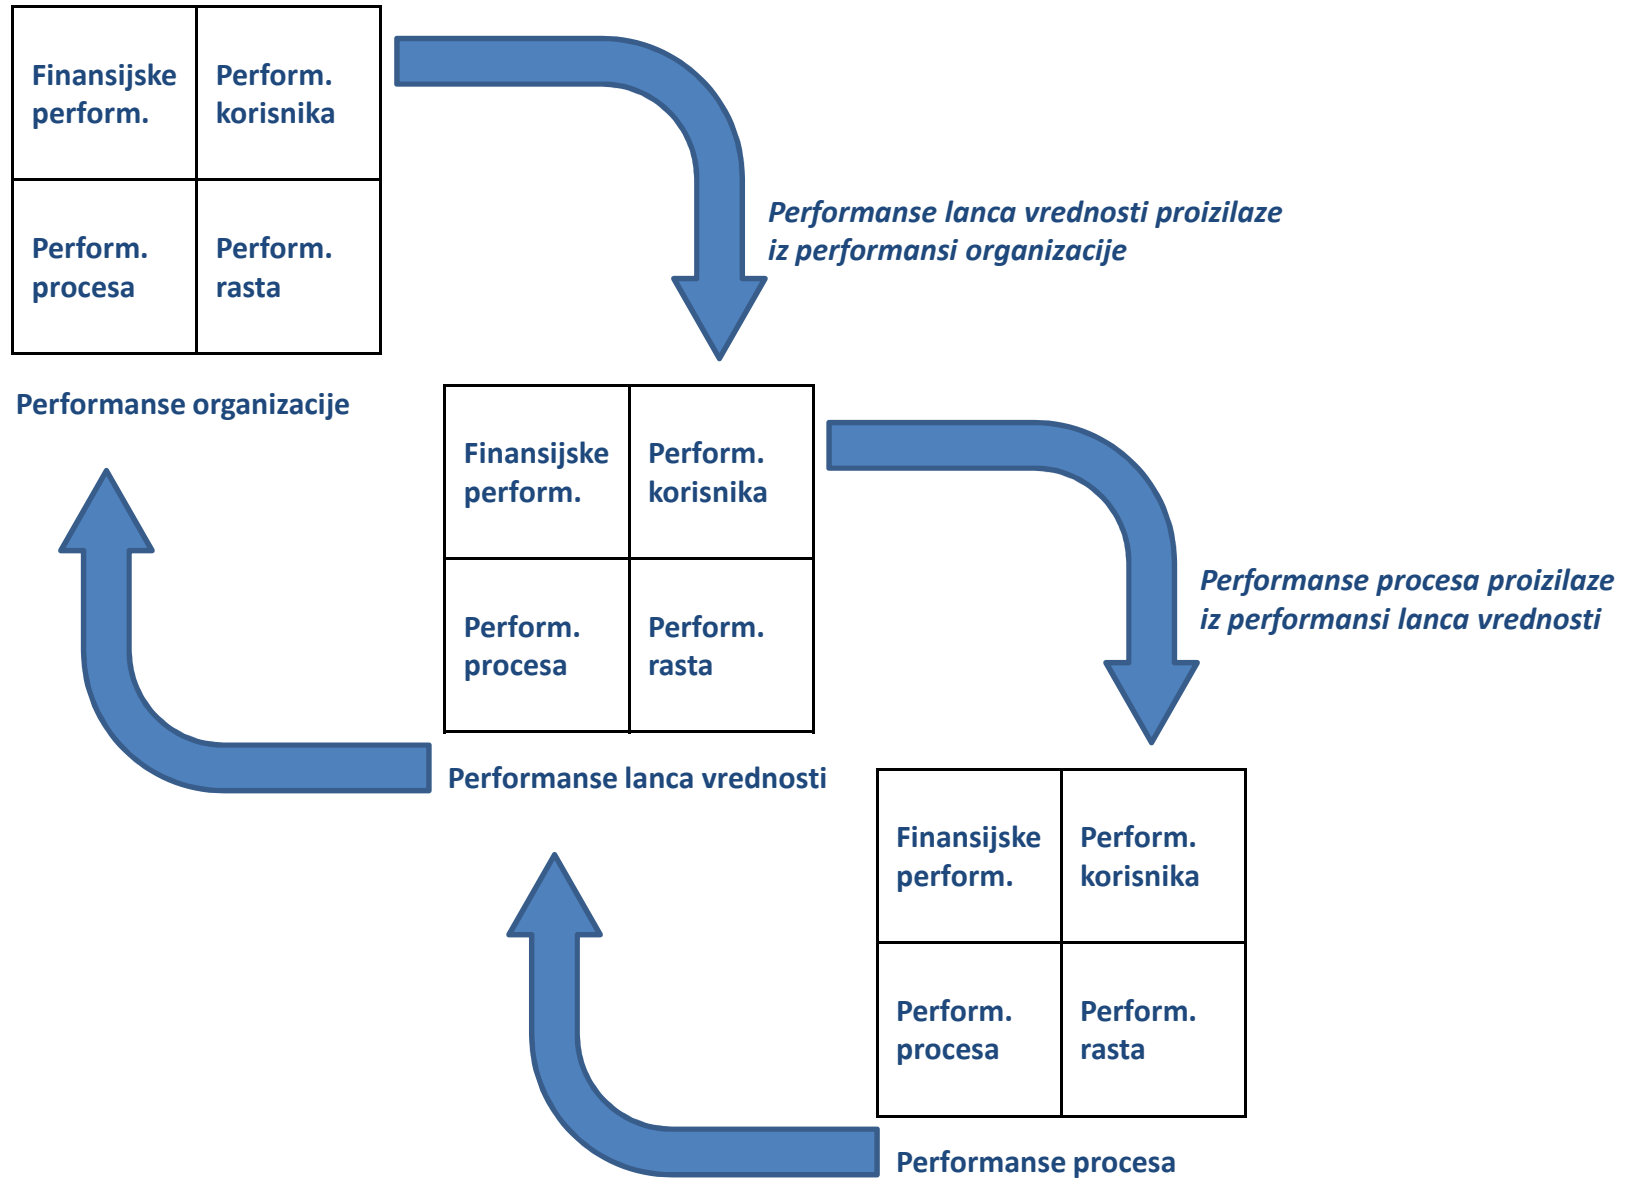 Finansijske
perform.
Perform.
korisnika
Perform.
procesa
Perform.
rasta
Performanse organizacije
Performanse lanca vrednosti proizilaze
iz performansi organizacije
Finansijske
perform.
Perform.
korisnika
Perform.
procesa
Perform.
rasta
Performanse lanca vrednosti
Performanse procesa proizilaze
iz performansi lanca vrednosti
Finansijske
perform.
Perform.
korisnika
Perform.
procesa
Perform.
rasta
Performanse procesa